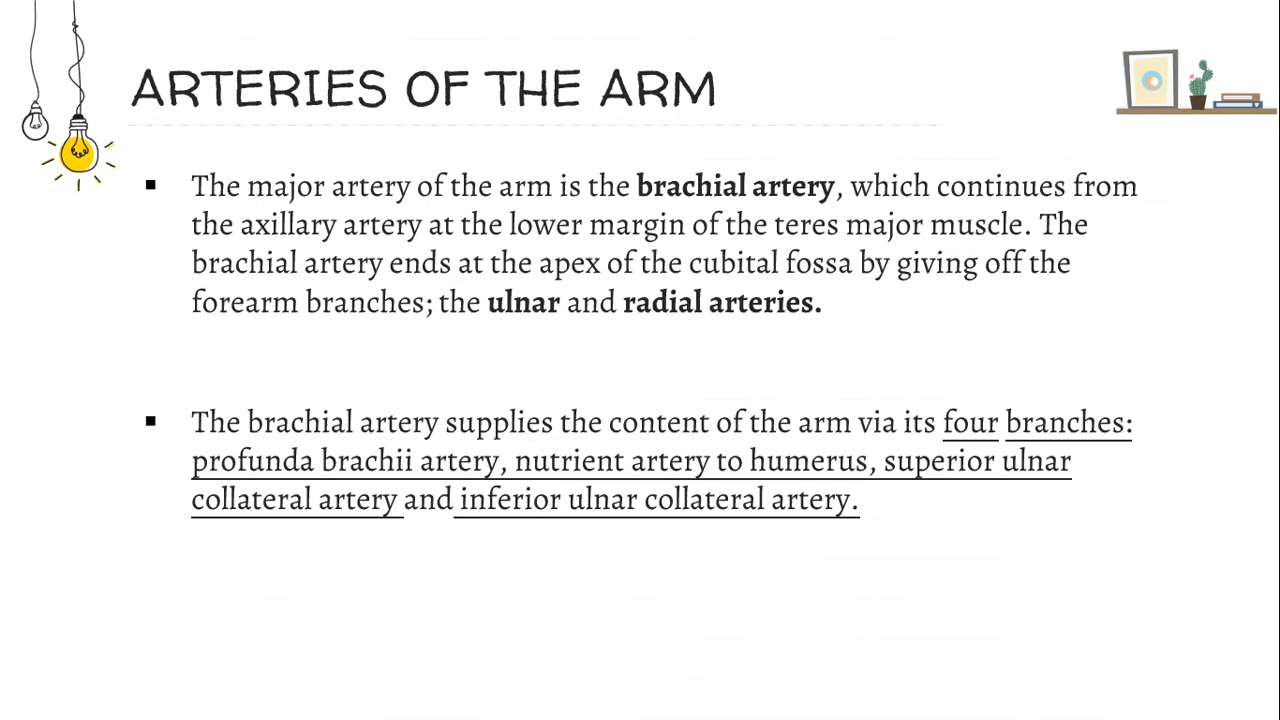 ARTERIES OF THE ARM
▪ The major artery of the arm is the brachial artery, which continues from
the axillary artery at the lower margin of the teres major muscle. The
brachial artery ends at the apex of the cubital fossa by giving off the
forearm branches; the ulnar and radial arteries.
▪ The brachial artery supplies the content of the arm via its four branches:
profunda brachii artery, nutrient artery to humerus, superior ulnar
collateral artery and inferior ulnar collateral artery.